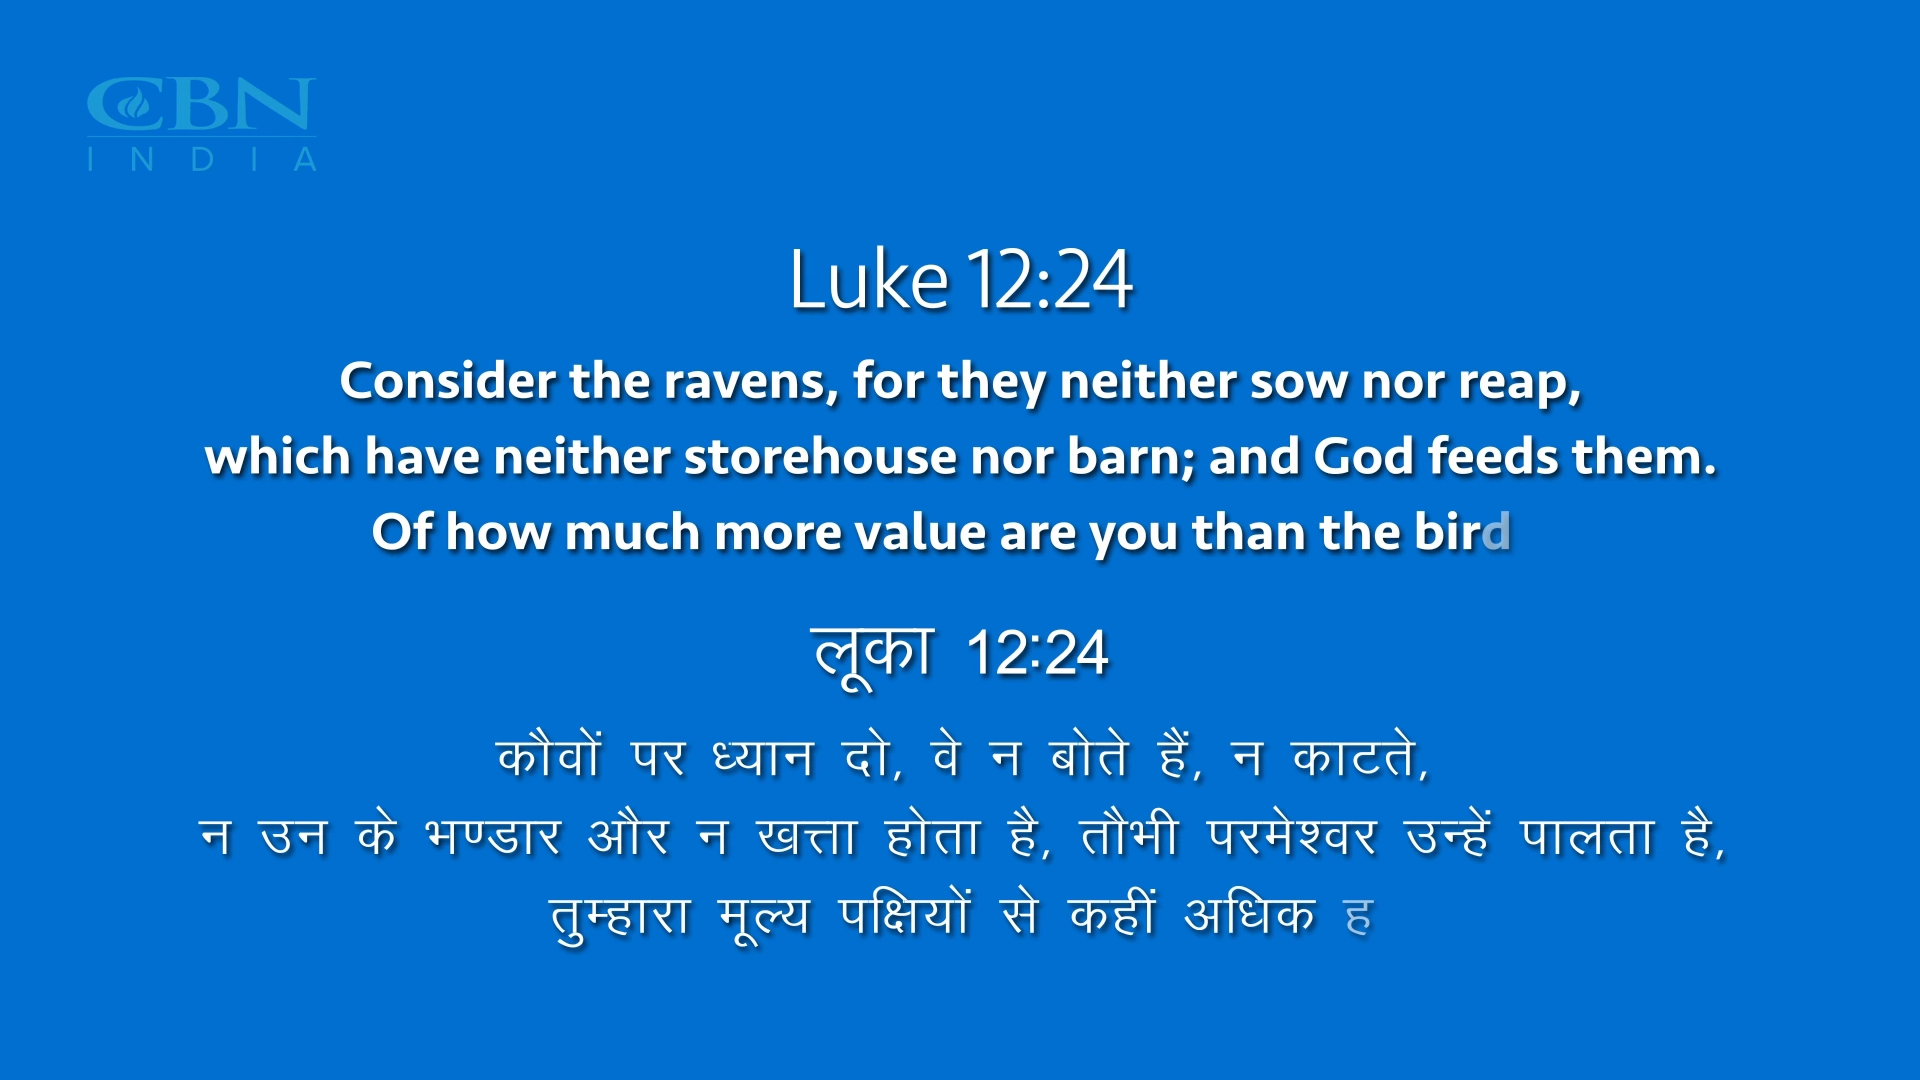 CBN
INDIA
Luke 12:24
Consider the ravens, for they neither sow nor reap,
which have neither storehouse nor barn; and God feeds them.
Of how much more value are you than the bird
लूका 12:24
कौवों पर ध्यान दो, वे न बोते हैं, न काटते,
न उन के भण्डार और न खत्ता होता है, तौभी परमेश्वर उन्हें पालता है,
तुम्हारा मूल्य पक्षियों से कहीं अधिक ह